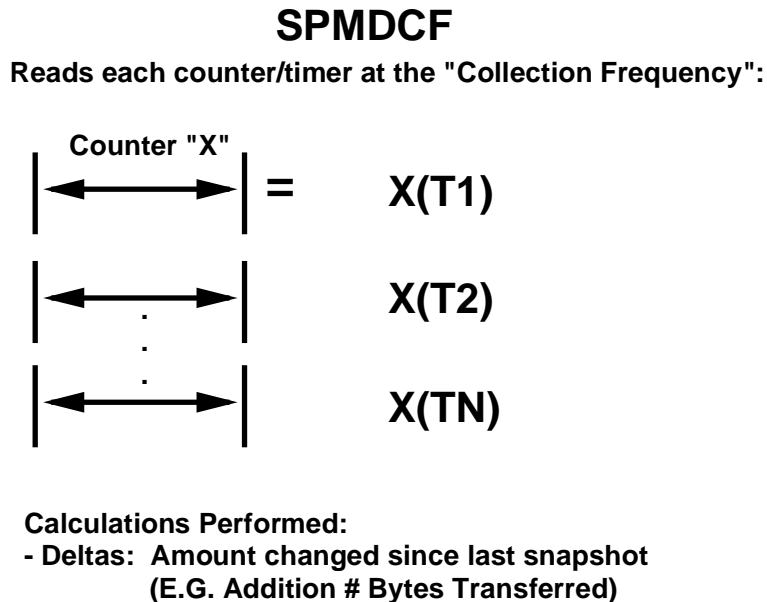 SPMDCF
Reads each counter/timer at the "Collection Frequency":
Counter "X"
= X(T1)
X(T2)
.
.
.
X(TN)
Calculations Performed:
- Deltas: Amount changed since last snapshot
(E.G. Addition # Bytes Transferred)